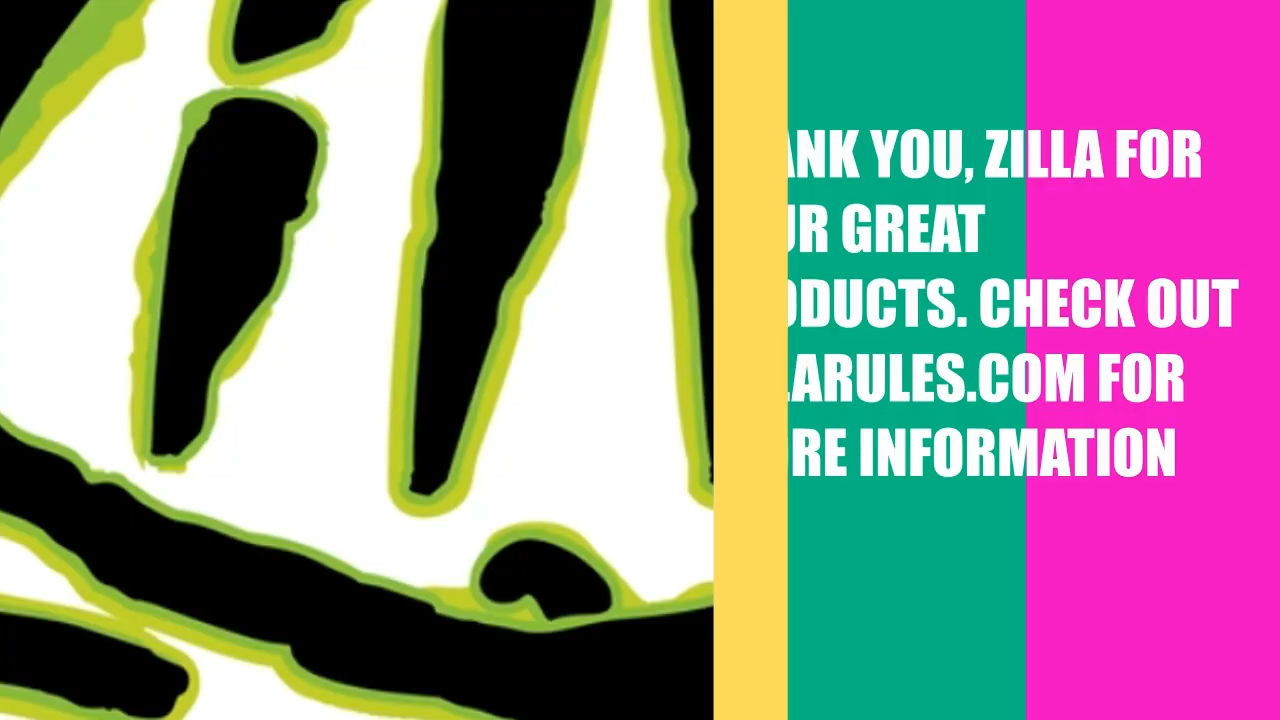 ANK YOU, ZILLA FOR
UR GREAT
ODUCTS. CHECK OUT
LARULES.COM FOR
RE INFORMATION